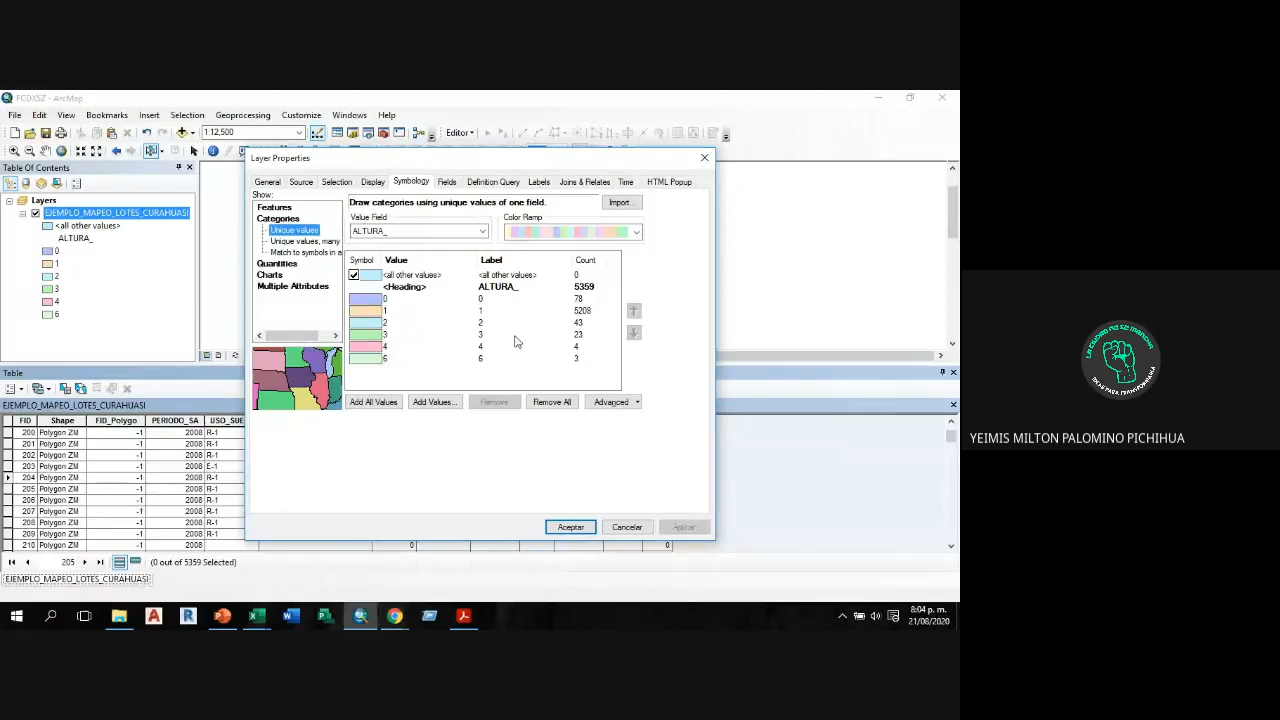 FCDXSZ - ArcMap
File Edit View Bookmarks Insert Selection Geoprocessing Customize Windows Help
1:12,500
Editor
Table Of Contents
Layers
EJEMPLO_MAPEO_LOTES_CURAHUASI
<all other values>
ALTURA_
0
1
2
3
4
6
Layer Properties
General Source Selection Display Symbology Fields Definition Query Labels Joins & Relates Time HTML Popup
Show:
Features
Categories
Unique values
Unique values, many
Match to symbols in a
Quantities
Charts
Multiple Attributes
Draw categories using unique values of one field.
Import...
Value Field
ALTURA_
Color Ramp
Symbol Value Label Count
<all other values> <all other values> 0
<Heading> ALTURA_ 5359
0 0 78
1 1 5208
2 2 43
3 3 23
4 4 4
6 6 3
Add All Values Add Values... Remove Remove All Advanced
Aceptar Cancelar Aplicar
Table
EJEMPLO_MAPEO_LOTES_CURAHUASI
FID Shape FID_Polygo PERIODO_SA USO_SUE
200 Polygon ZM -1 2008 R-1
201 Polygon ZM -1 2008 R-1
202 Polygon ZM -1 2008 R-1
203 Polygon ZM -1 2008 E-1
204 Polygon ZM -1 2008 R-1
205 Polygon ZM -1 2008 R-1
206 Polygon ZM -1 2008 R-1
207 Polygon ZM -1 2008 R-1
208 Polygon ZM -1 2008 R-1
209 Polygon ZM -1 2008 R-1
210 Polygon ZM -1 2008 0 0
205 (0 out of 5359 Selected)
EJEMPLO_MAPEO_LOTES_CURAHUASI
8:04 p. m.
21/08/2020
LA CIUDAD NO SE MANCHA
IDEAS PARA TRANSFORMARLA
YEIMIS MILTON PALOMINO PICHIHUA